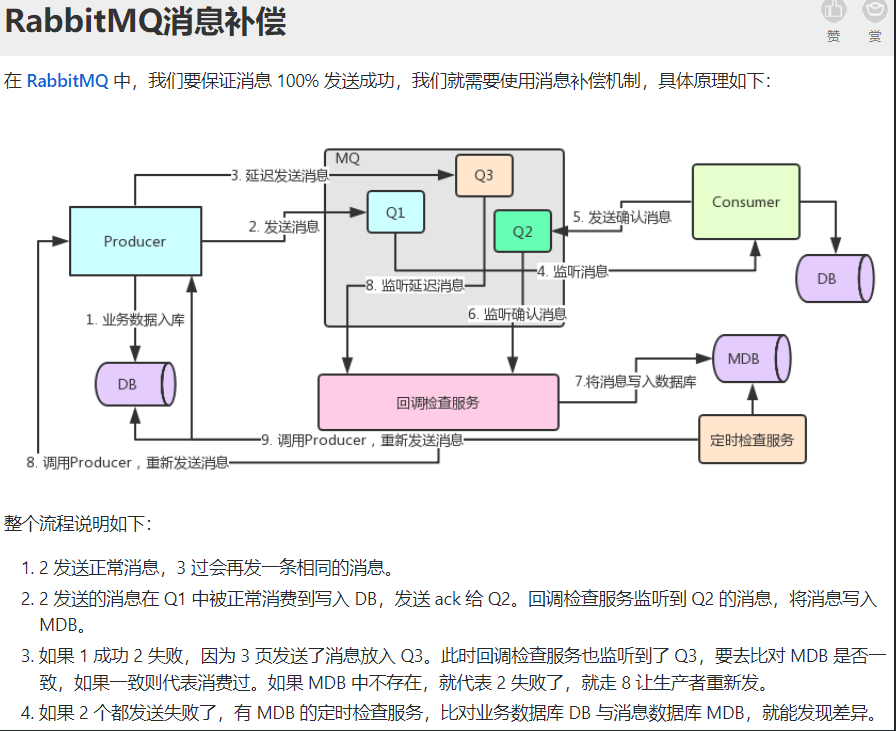 RabbitMQ消息补偿
赞
赏
在 RabbitMQ 中，我们要保证消息 100% 发送成功，我们就需要使用消息补偿机制，具体原理如下：
MQ
3. 延迟发送消息
Q3
Q1
Consumer
2. 发送消息
5. 发送确认消息
Q2
Producer
4. 监听消息
DB
8. 监听延迟消息
1. 业务数据入库
6. 监听确认消息
MDB
DB
7.将消息写入数据库
回调检查服务
9. 调用Producer，重新发送消息
定时检查服务
8. 调用Producer，重新发送消息
整个流程说明如下：
1. 2 发送正常消息，3 过会再发一条相同的消息。
2. 2 发送的消息在 Q1 中被正常消费到写入 DB，发送 ack 给 Q2。回调检查服务监听到 Q2 的消息，将消息写入
MDB。
3. 如果 1 成功 2 失败，因为 3 页发送了消息放入 Q3。此时回调检查服务也监听到了 Q3，要去比对 MDB 是否一
致，如果一致则代表消费过。如果 MDB 中不存在，就代表 2 失败了，就走 8 让生产者重新发。
4. 如果 2 个都发送失败了，有 MDB 的定时检查服务，比对业务数据库 DB 与消息数据库 MDB，就能发现差异。